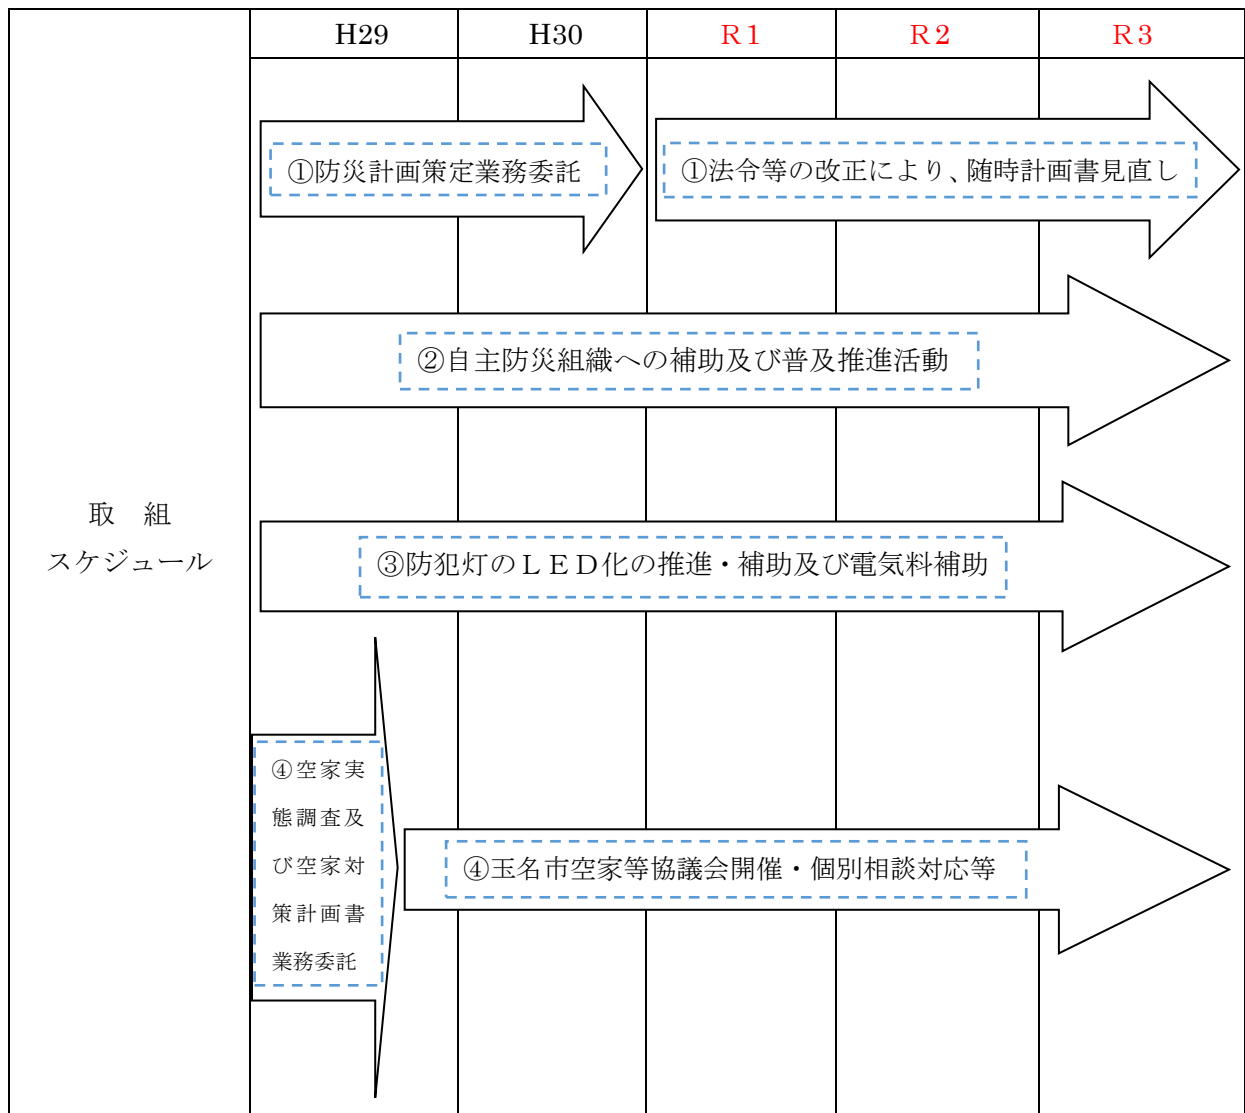 H29 H30 R1 R2 R3
①防災計画策定業務委託
①法令等の改正により、随時計画書見直し
②自主防災組織への補助及び普及推進活動
取　組
スケジュール
③防犯灯のＬＥＤ化の推進・補助及び電気料補助
④空家実
態調査及
び空家対
策計画書
業務委託
④玉名市空家等協議会開催・個別相談対応等